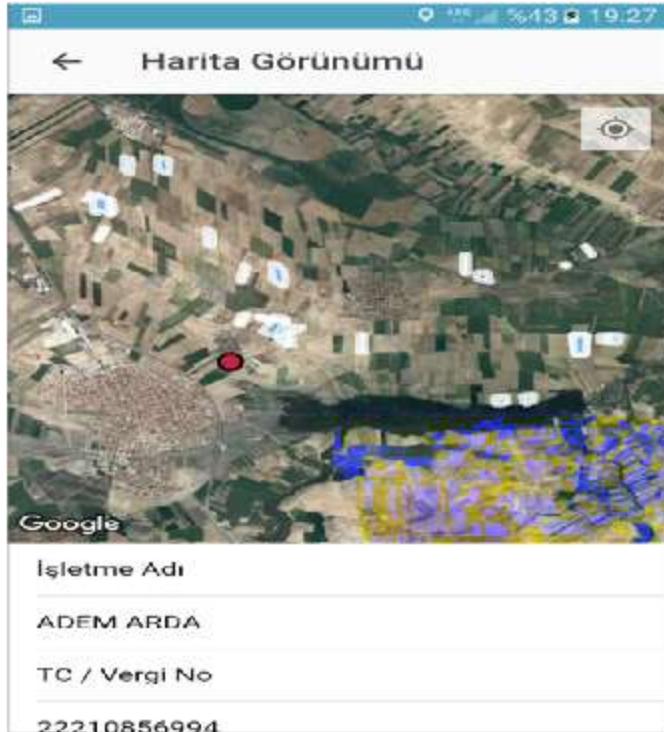 %43 19.27
Harita Görünümü
Google
İşletme Adı
ADEM ARDA
TC / Vergi No
22210856994